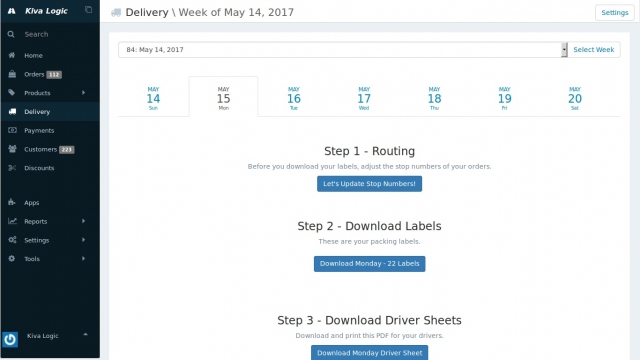 Kiva Logic
Delivery \ Week of May 14, 2017
Settings
Search
84: May 14, 2017
Select Week
Home
Orders 112
Products
Delivery
Payments
Customers 223
Discounts
Apps
Reports
Settings
Tools
Kiva Logic
MAY
14
Sun
MAY
15
Mon
MAY
16
Tue
MAY
17
Wed
MAY
18
Thu
MAY
19
Fri
MAY
20
Sat
Step 1 - Routing
Before you download your labels, adjust the stop numbers of your orders.
Let's Update Stop Numbers!
Step 2 - Download Labels
These are your packing labels.
Download Monday - 22 Labels
Step 3 - Download Driver Sheets
Download and print this PDF for your drivers.
Download Monday Driver Sheet